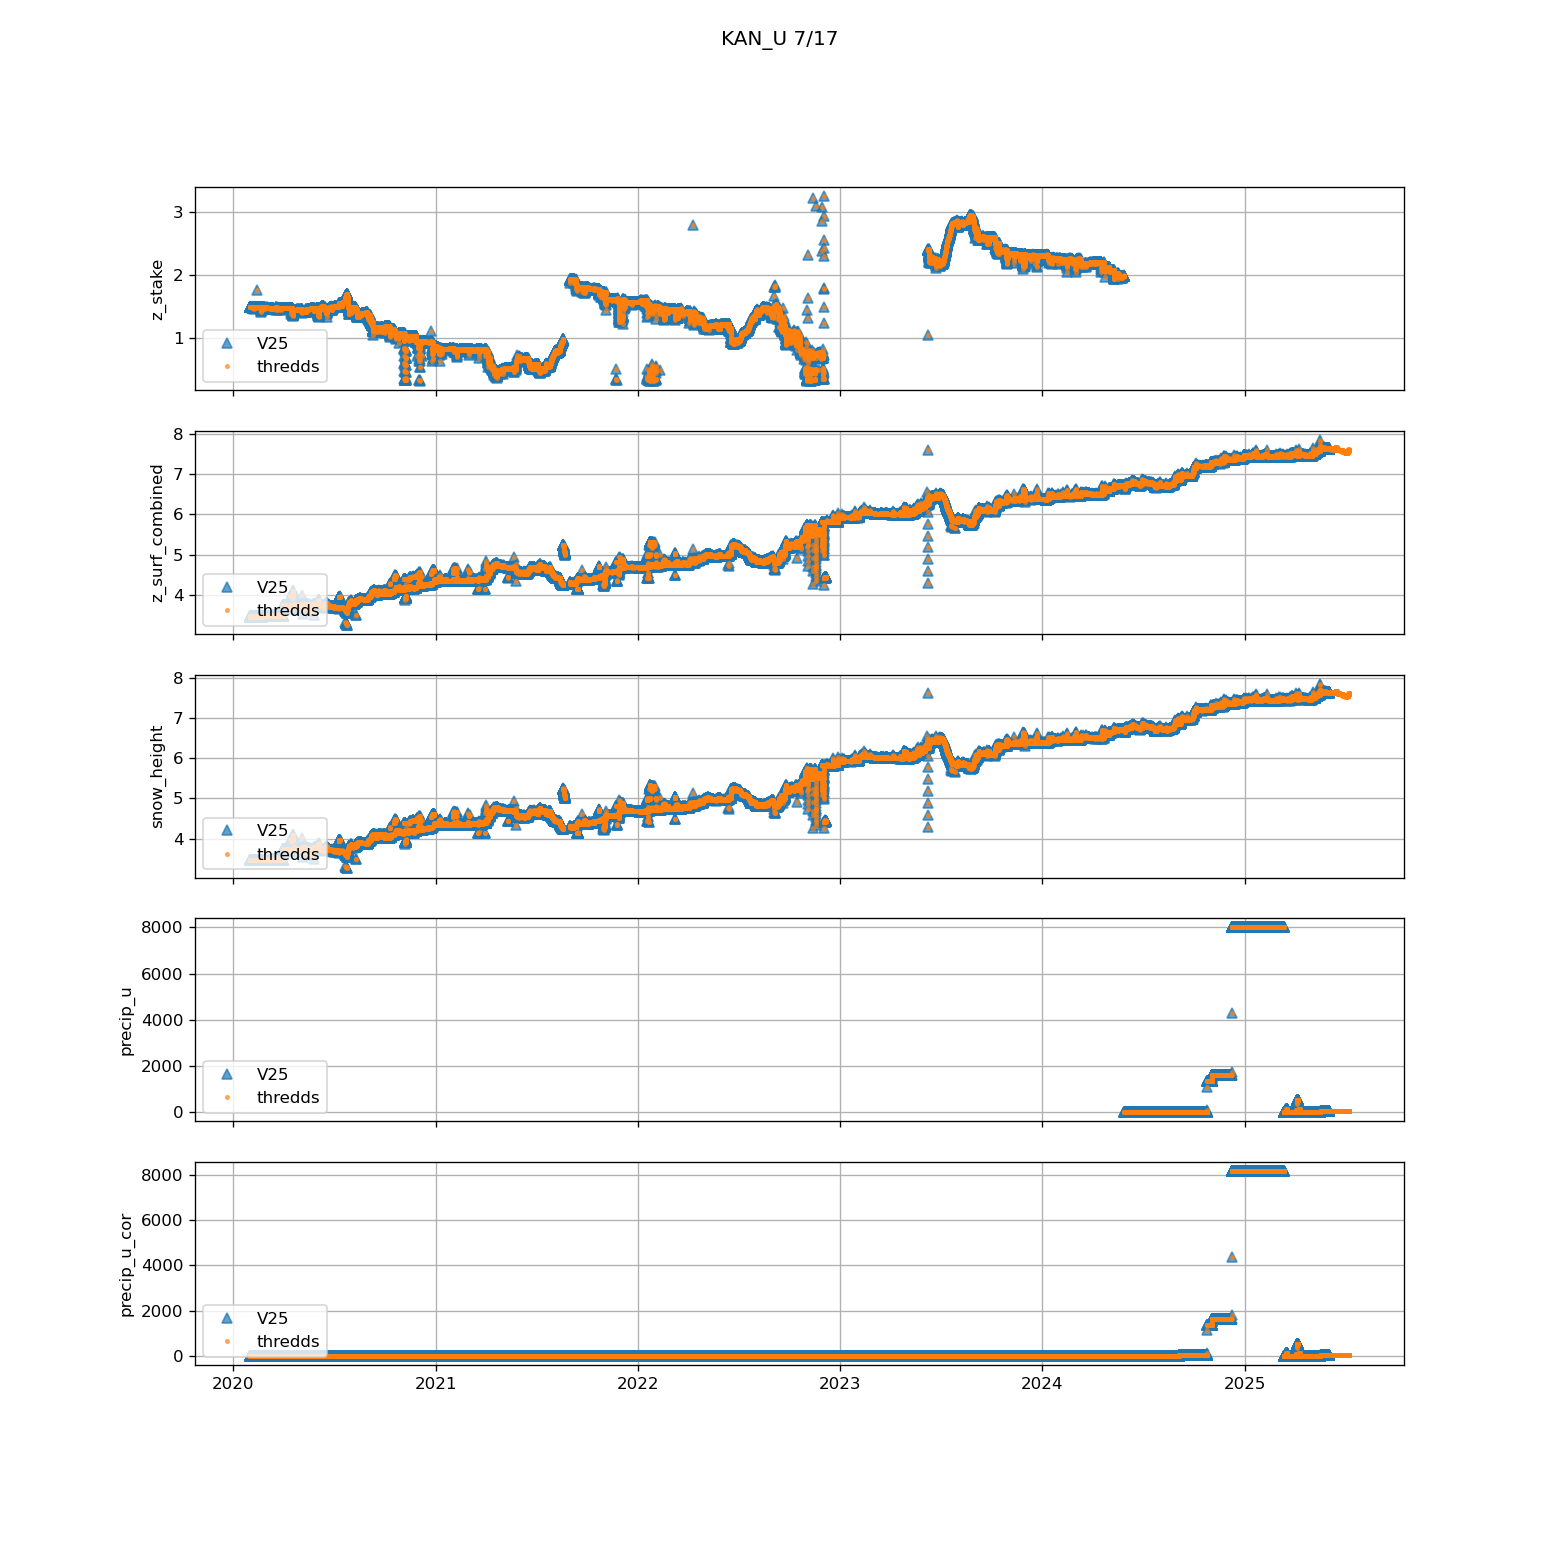 KAN_U 7/17
z_stake
3
2
1
V25
thredds
z_surf_combined
8
7
6
5
4
V25
thredds
snow_height
8
7
6
5
4
V25
thredds
precip_u
8000
6000
4000
2000
0
V25
thredds
precip_u_cor
8000
6000
4000
2000
0
V25
thredds
2020 2021 2022 2023 2024 2025